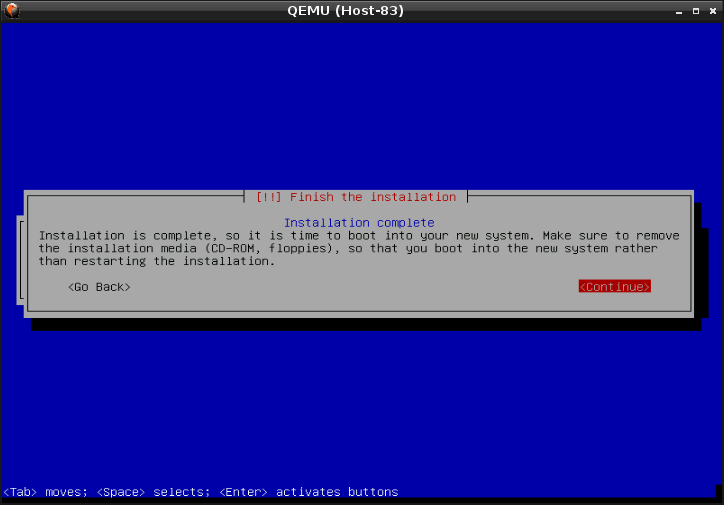 QEMU (Host-83)
[!!] Finish the installation
Installation complete
Installation is complete, so it is time to boot into your new system. Make sure to remove
the installation media (CD-ROM, floppies), so that you boot into the new system rather
than restarting the installation.
<Go Back> <Continue>
<Tab> moves; <Space> selects; <Enter> activates buttons